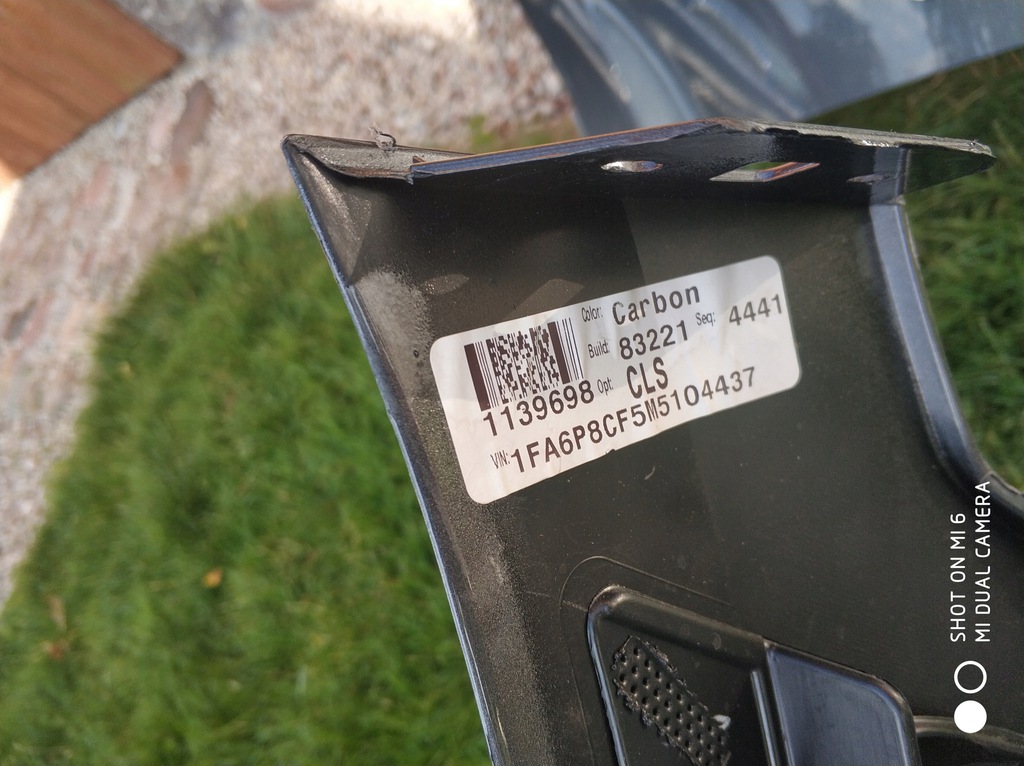 Color: Carbon
Build: 83221 Seq: 4441
1139698 Opt: CLS
VIN: 1FA6P8CF5M5104437
SHOT ON MI 6
MI DUAL CAMERA